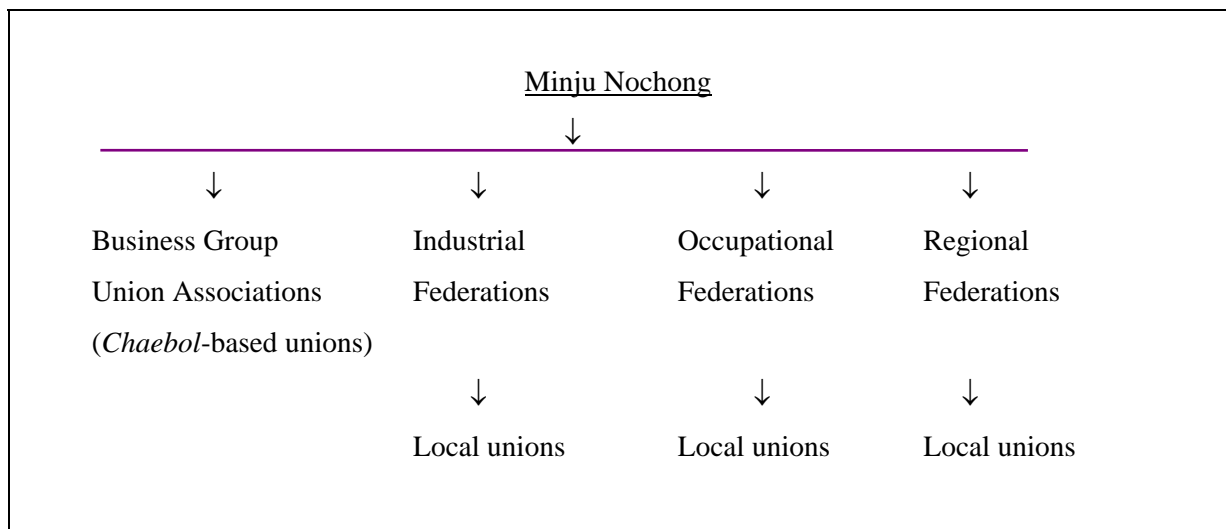 Minju Nochong
↓
↓ ↓ ↓ ↓
Business Group Industrial Occupational Regional
Union Associations Federations Federations Federations
(Chaebol-based unions)
↓ ↓ ↓
Local unions Local unions Local unions